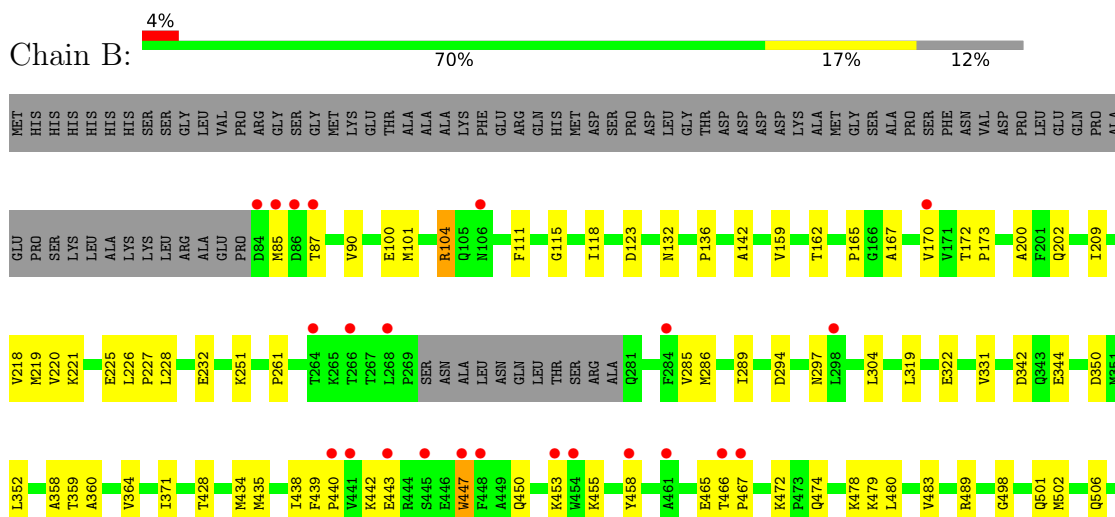 4%
Chain B:
70% 17% 12%
MET HIS HIS HIS HIS HIS HIS SER SER GLY LEU VAL PRO ARG GLY SER GLY MET LYS GLU THR ALA ALA ALA LYS PHE GLU ARG GLN HIS MET ASP SER PRO ASP LEU GLY THR ASP ASP ASP ASP LYS ALA MET GLY SER ALA PRO SER PHE ASN VAL ASP PRO LEU GLU GLN PRO ALA
GLU PRO SER LYS LEU ALA LYS LYS LEU ARG ALA GLU PRO D84 M85 D86 T87 V90 E100 M101 R104 Q105 N106 F111 G115 I118 D123 N132 P136 A142 V159 T162 P165 G166 A167 V170 V171 T172 P173 A200 F201 Q202 I209
V218 M219 V220 K221 E225 L226 P227 L228 E232 K251 P261 T264 K265 T266 T267 L268 P269 SER ASN ALA LEU ASN GLN LEU THR SER ARG ALA Q281 F284 V285 M286 I289 D294 N297 L298 L304 L319 E322 V331 D342 Q343 E344 D350 M351
L352 A358 T359 A360 V364 I371 T428 M434 M435 I438 F439 P440 V441 K442 E443 R444 S445 E446 W447 F448 A449 Q450 K453 W454 K455 Y458 A461 E465 T466 P467 K472 P473 Q474 K478 K479 L480 V483 R489 G498 Q501 M502 Q506